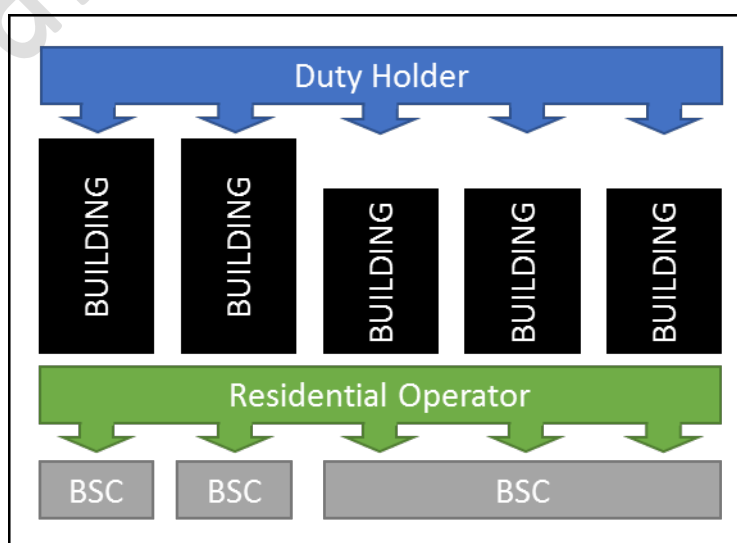 Duty Holder
BUILDING
BUILDING
BUILDING
BUILDING
BUILDING
Residential Operator
BSC
BSC
BSC